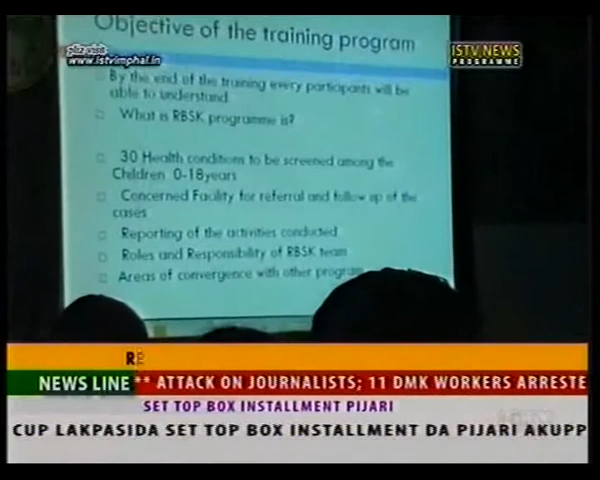 Objective of the training program
plz visit
www.istvimphal.in
ISTV NEWS
PROGRAMME
By the end of the training every participants will be
able to understand
What is RBSK programme is?
30 Health conditions to be screened among the
Children 0-18years
Concerned Facility for referral and follow up of the
cases
Reporting of the activities conducted
Roles and Responsibility of RBSK team
Areas of convergence with other program
RE
NEWS LINE ** ATTACK ON JOURNALISTS; 11 DMK WORKERS ARRESTE
SET TOP BOX INSTALLMENT PIJARI
CUP LAKPASIDA SET TOP BOX INSTALLMENT DA PIJARI AKUPP